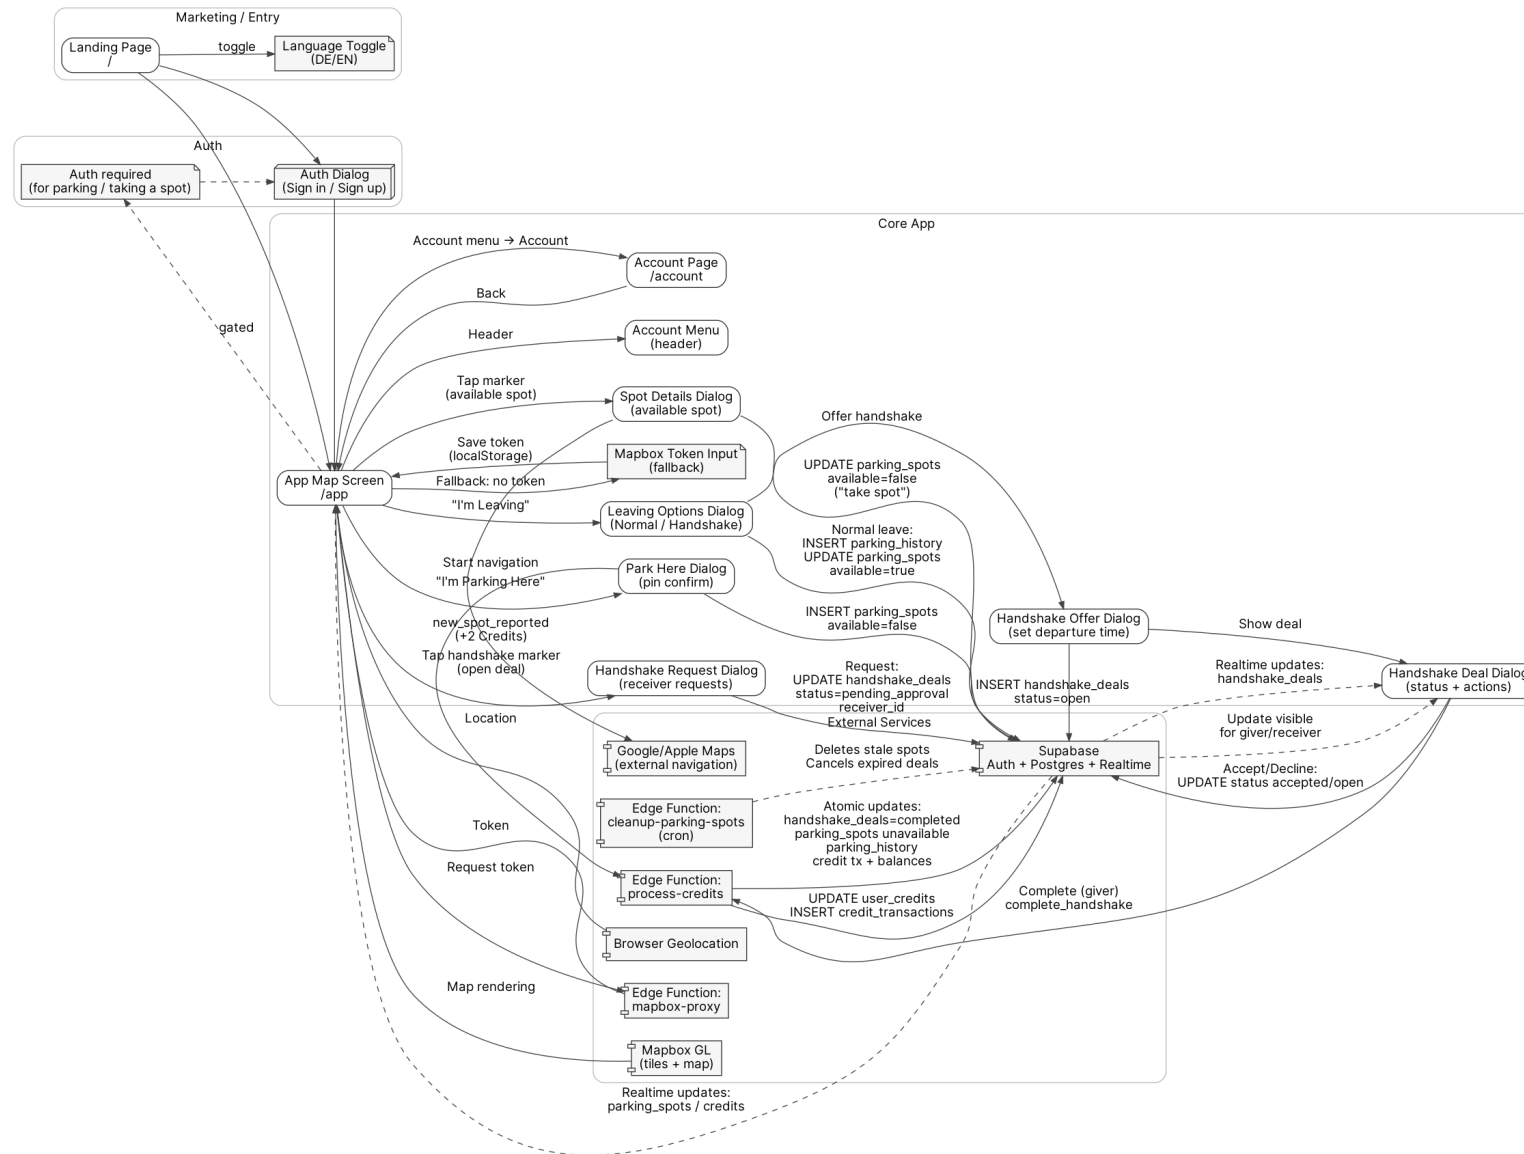 Marketing / Entry
Landing Page
/
toggle
Language Toggle
(DE/EN)
Auth
Auth required
(for parking / taking a spot)
Auth Dialog
(Sign in / Sign up)
gated
Core App
Account menu → Account
Account Page
/account
Back
Header
Account Menu
(header)
Tap marker
(available spot)
Spot Details Dialog
(available spot)
Offer handshake
Save token
(localStorage)
Mapbox Token Input
(fallback)
UPDATE parking_spots
available=false
("take spot")
App Map Screen
/app
Fallback: no token
"I'm Leaving"
Leaving Options Dialog
(Normal / Handshake)
Normal leave:
INSERT parking_history
UPDATE parking_spots
available=true
Start navigation
"I'm Parking Here"
Park Here Dialog
(pin confirm)
INSERT parking_spots
available=false
Handshake Offer Dialog
(set departure time)
Show deal
new_spot_reported
(+2 Credits)
Tap handshake marker
(open deal)
Handshake Request Dialog
(receiver requests)
Request:
UPDATE handshake_deals
status=pending_approval
receiver_id
INSERT handshake_deals
status=open
Realtime updates:
handshake_deals
Handshake Deal Dialog
(status + actions)
Location
External Services
Update visible
for giver/receiver
Google/Apple Maps
(external navigation)
Deletes stale spots
Cancels expired deals
Supabase
Auth + Postgres + Realtime
Accept/Decline:
UPDATE status accepted/open
Edge Function:
cleanup-parking-spots
(cron)
Token
Atomic updates:
handshake_deals=completed
parking_spots unavailable
parking_history
credit tx + balances
Request token
Edge Function:
process-credits
UPDATE user_credits
INSERT credit_transactions
Complete (giver)
complete_handshake
Browser Geolocation
Map rendering
Edge Function:
mapbox-proxy
Mapbox GL
(tiles + map)
Realtime updates:
parking_spots / credits